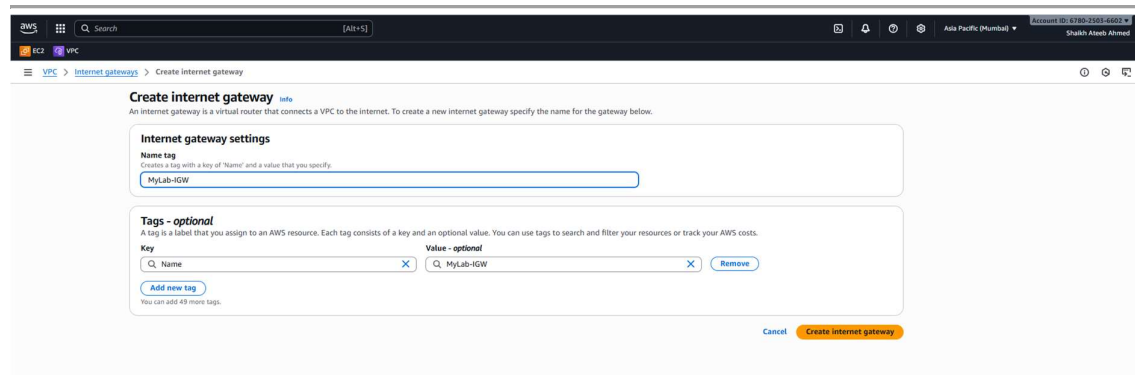 aws
Search
[Alt+S]
Asia Pacific (Mumbai)
Account ID: 6780-2503-6602
Shaikh Ateeb Ahmed
EC2 VPC
VPC > Internet gateways > Create internet gateway
Create internet gateway Info
An internet gateway is a virtual router that connects a VPC to the internet. To create a new internet gateway specify the name for the gateway below.
Internet gateway settings
Name tag
Creates a tag with a key of 'Name' and a value that you specify.
MyLab-IGW
Tags - optional
A tag is a label that you assign to an AWS resource. Each tag consists of a key and an optional value. You can use tags to search and filter your resources or track your AWS costs.
Key Value - optional
Name MyLab-IGW Remove
Add new tag
You can add 49 more tags.
Cancel Create internet gateway